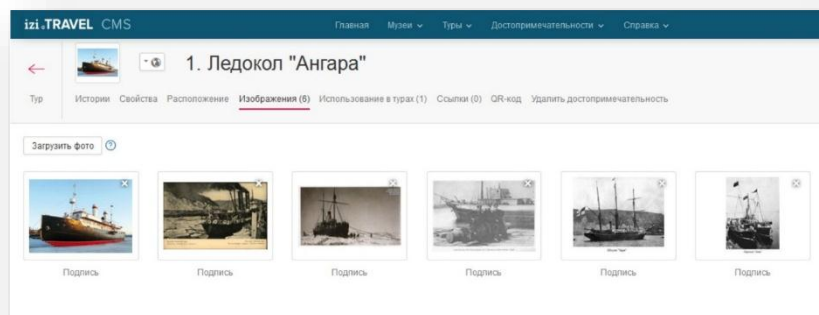 izi.TRAVEL CMS Главная Музеи Туры Достопримечательности Справка
1. Ледокол "Ангара"
Тур Истории Свойства Расположение Изображения (6) Использование в турах (1) Ссылки (0) QR-код Удалить достопримечательность
Загрузить фото ?
Подпись Подпись Подпись Подпись Подпись Подпись